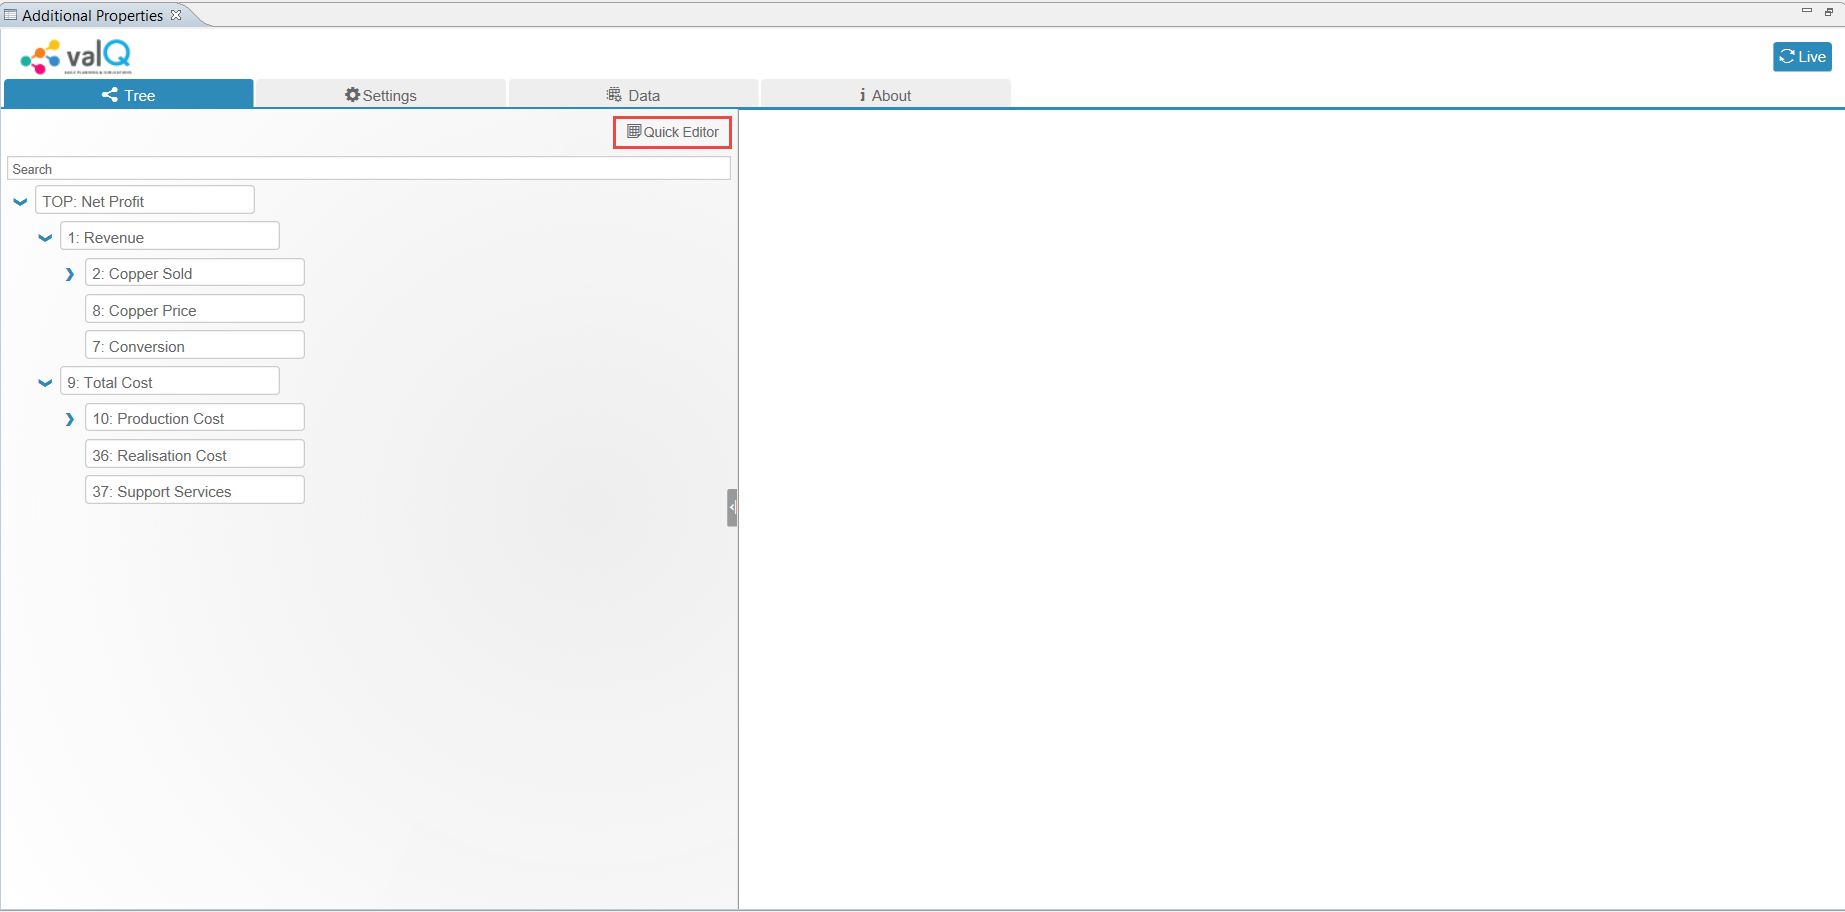 Additional Properties
valQ
Live
Tree
Settings
Data
About
Quick Editor
Search
TOP: Net Profit
1: Revenue
2: Copper Sold
8: Copper Price
7: Conversion
9: Total Cost
10: Production Cost
36: Realisation Cost
37: Support Services